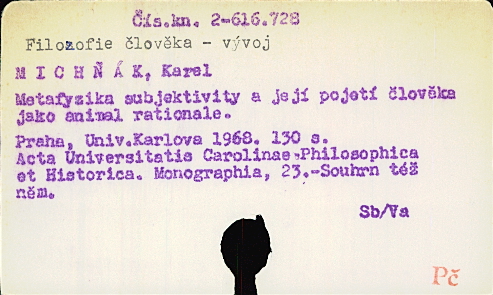 Čís.kn. 2-616.728
Filozofie člověka - vývoj
M I C H Ň Á K, Karel
Metafyzika subjektivity a její pojetí člověka
jako animal rationale.
Praha, Univ.Karlova 1968. 130 s.
Acta Universitatis Carolinae-Philosophica
et Historica. Monographia, 23.-Souhrn též
něm.
Sb/Va
Pč